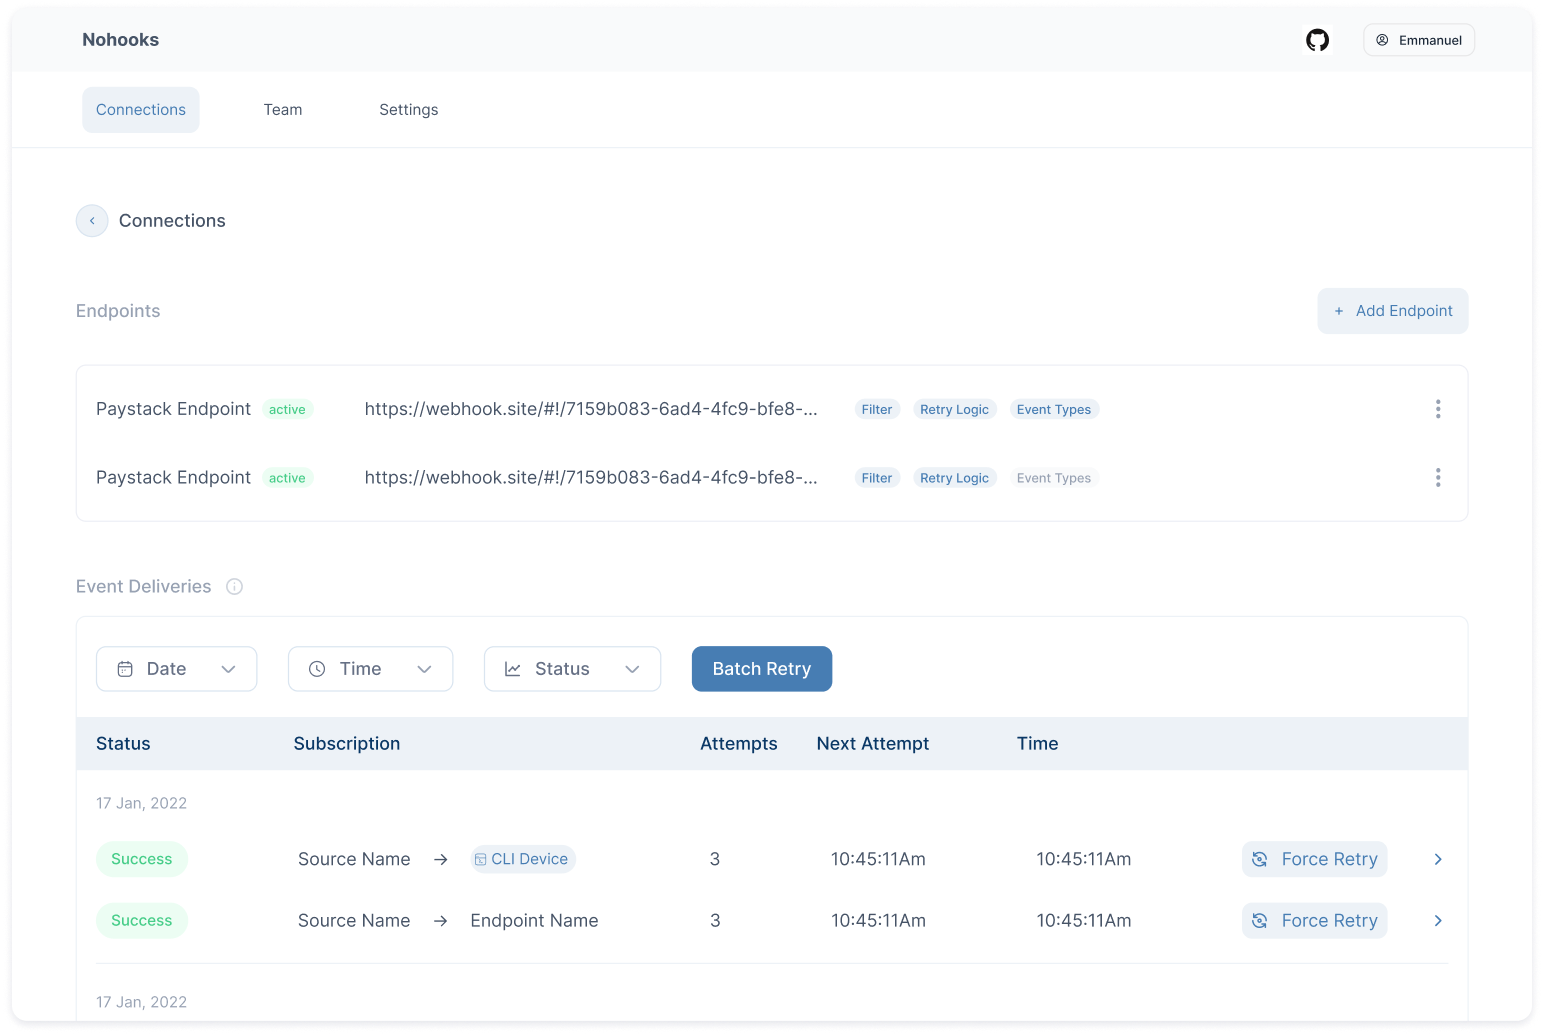 Nohooks
Emmanuel
Connections Team Settings
Connections
Endpoints
+ Add Endpoint
Paystack Endpoint active https://webhook.site/#!/7159b083-6ad4-4fc9-bfe8-... Filter Retry Logic Event Types
Paystack Endpoint active https://webhook.site/#!/7159b083-6ad4-4fc9-bfe8-... Filter Retry Logic Event Types
Event Deliveries
Date Time Status Batch Retry
Status Subscription Attempts Next Attempt Time
17 Jan, 2022
Success Source Name → CLI Device 3 10:45:11Am 10:45:11Am Force Retry
Success Source Name → Endpoint Name 3 10:45:11Am 10:45:11Am Force Retry
17 Jan, 2022